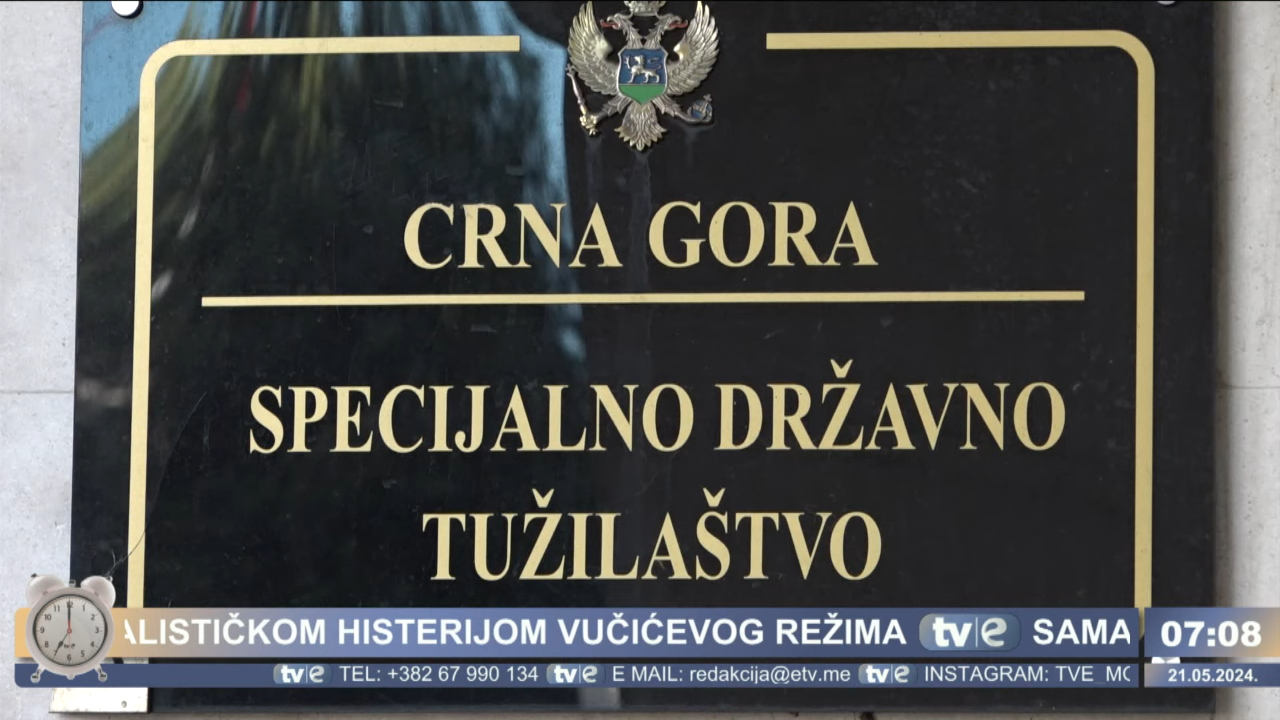 CRNA GORA
SPECIJALNO DRŽAVNO
TUŽILAŠTVO
ALISTIČKOM HISTERIJOM VUČIĆEVOG REŽIMA tve SAMA
07:08
tve TEL: +382 67 990 134 tve E MAIL: redakcija@etv.me tve INSTAGRAM: TVE_MO
21.05.2024.